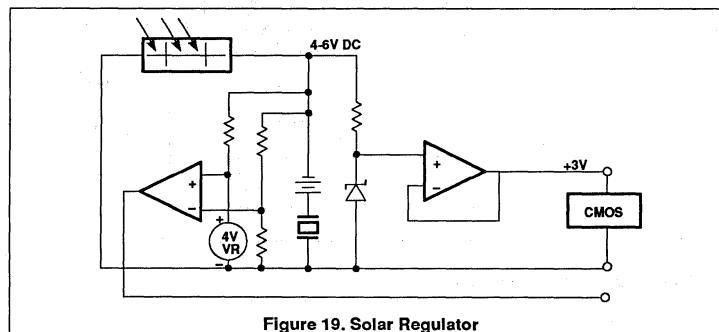 4-6V DC
+
−
+
4V
VR
−
+
−
+3V
CMOS
Figure 19. Solar Regulator